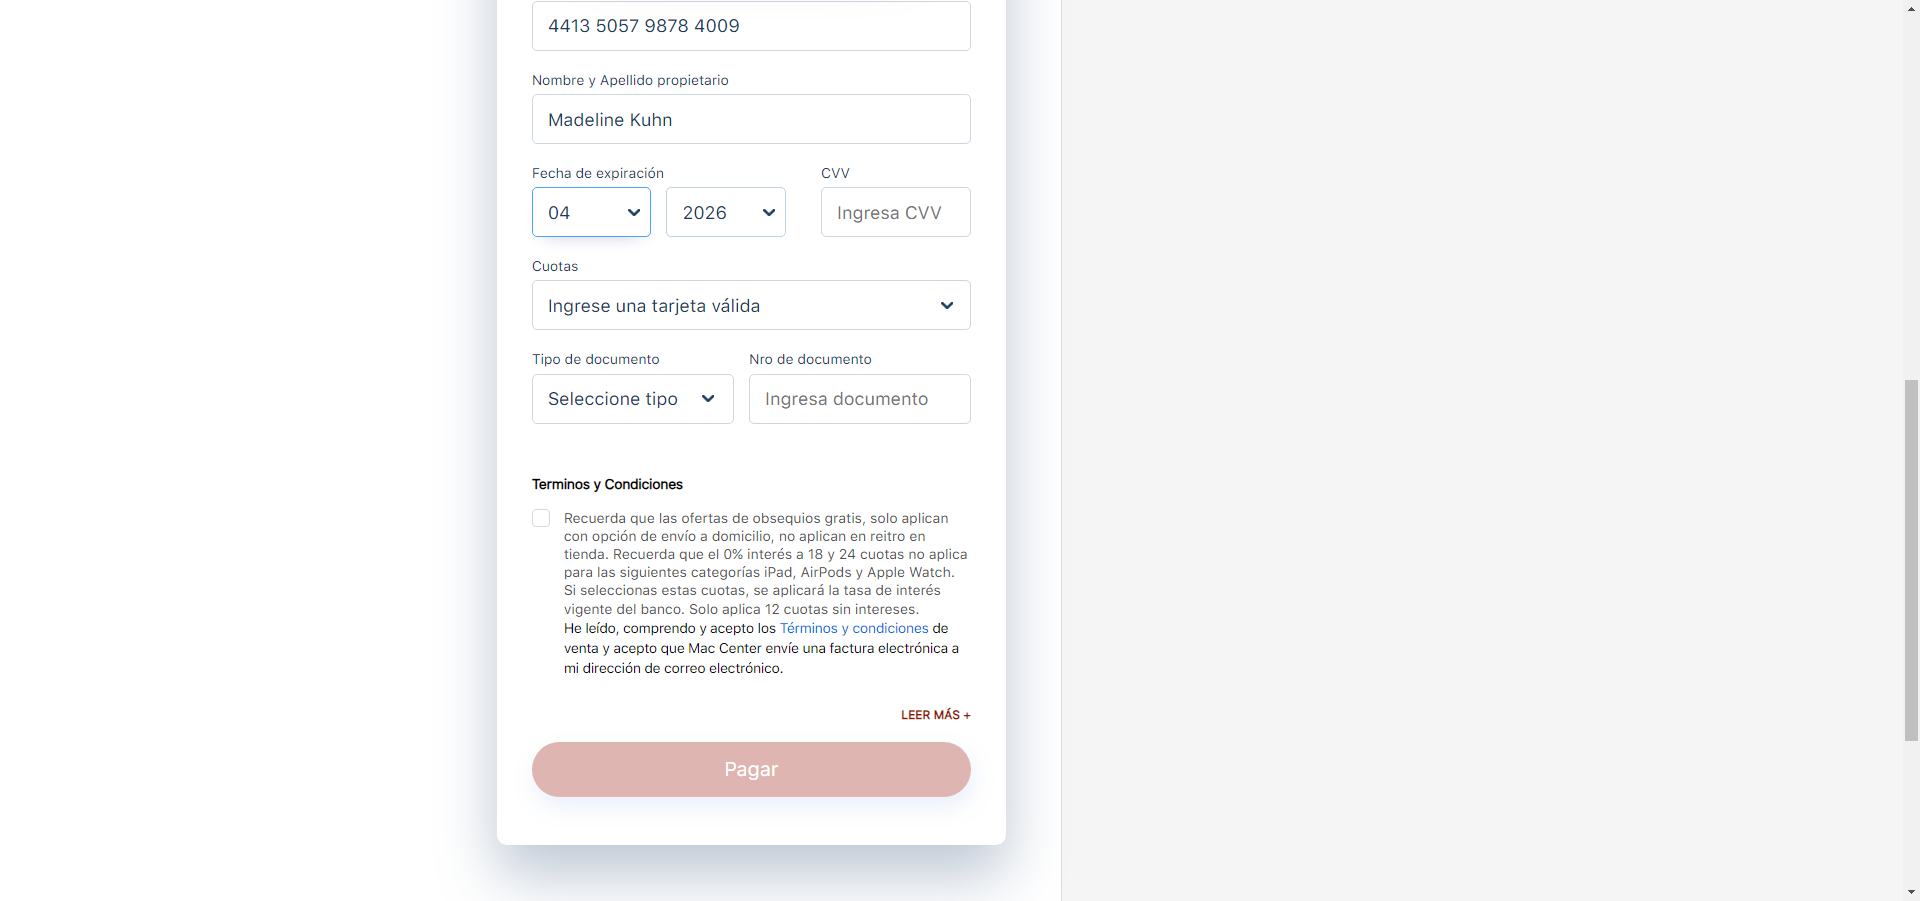 4413 5057 9878 4009
Nombre y Apellido propietario
Madeline Kuhn
Fecha de expiración CVV
04 2026 Ingresa CVV
Cuotas
Ingrese una tarjeta válida
Tipo de documento Nro de documento
Seleccione tipo Ingresa documento
Terminos y Condiciones
Recuerda que las ofertas de obsequios gratis, solo aplican
con opción de envío a domicilio, no aplican en reitro en
tienda. Recuerda que el 0% interés a 18 y 24 cuotas no aplica
para las siguientes categorías iPad, AirPods y Apple Watch.
Si seleccionas estas cuotas, se aplicará la tasa de interés
vigente del banco. Solo aplica 12 cuotas sin intereses.
He leído, comprendo y acepto los Términos y condiciones de
venta y acepto que Mac Center envíe una factura electrónica a
mi dirección de correo electrónico.
LEER MÁS +
Pagar